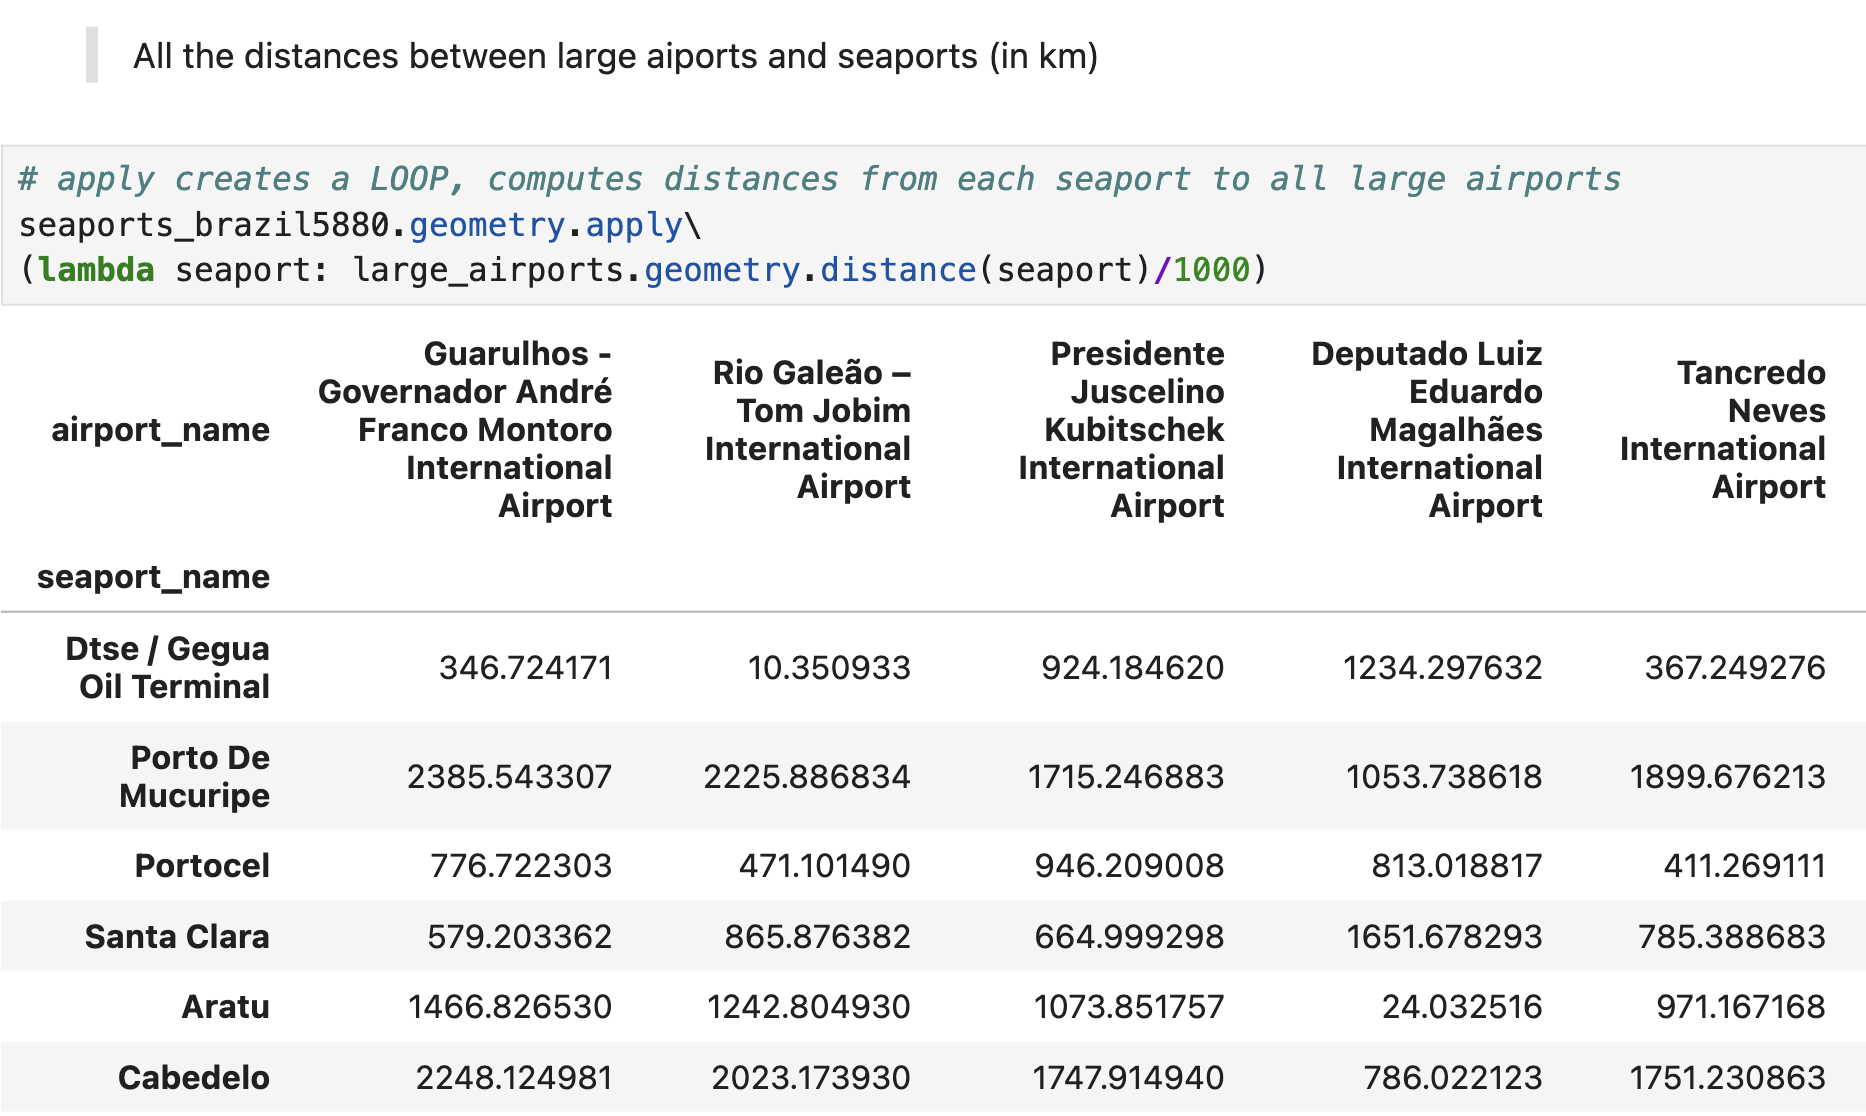 All the distances between large aiports and seaports (in km)
# apply creates a LOOP, computes distances from each seaport to all large airports
seaports_brazil5880.geometry.apply\
(lambda seaport: large_airports.geometry.distance(seaport)/1000)
airport_name
Guarulhos -
Governador André
Franco Montoro
International
Airport
Rio Galeão –
Tom Jobim
International
Airport
Presidente
Juscelino
Kubitschek
International
Airport
Deputado Luiz
Eduardo
Magalhães
International
Airport
Tancredo
Neves
International
Airport
seaport_name
Dtse / Gegua
Oil Terminal
346.724171 10.350933 924.184620 1234.297632 367.249276
Porto De
Mucuripe
2385.543307 2225.886834 1715.246883 1053.738618 1899.676213
Portocel 776.722303 471.101490 946.209008 813.018817 411.269111
Santa Clara 579.203362 865.876382 664.999298 1651.678293 785.388683
Aratu 1466.826530 1242.804930 1073.851757 24.032516 971.167168
Cabedelo 2248.124981 2023.173930 1747.914940 786.022123 1751.230863